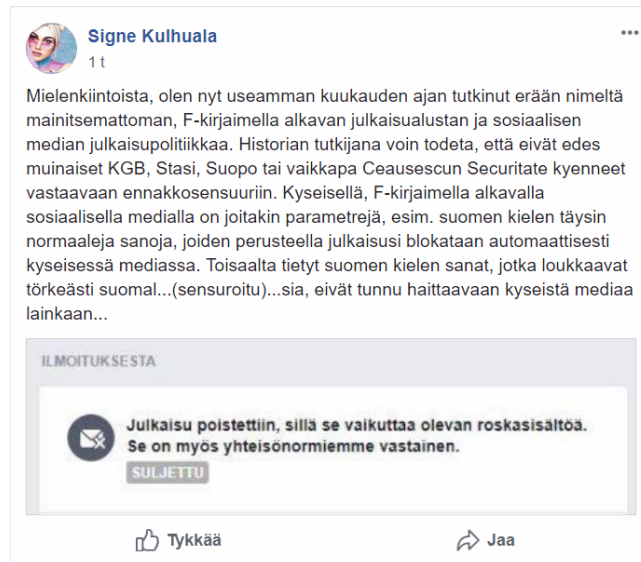 Signe Kulhuala
1 t
Mielenkiintoista, olen nyt useamman kuukauden ajan tutkinut erään nimeltä
mainitsemattoman, F-kirjaimella alkavan julkaisualustan ja sosiaalisen
median julkaisupolitiikkaa. Historian tutkijana voin todeta, että eivät edes
muinaiset KGB, Stasi, Suopo tai vaikkapa Ceausescun Securitate kyenneet
vastaavaan ennakkosensuuriin. Kyseisellä, F-kirjaimella alkavalla
sosiaalisella medialla on joitakin parametrejä, esim. suomen kielen täysin
normaaleja sanoja, joiden perusteella julkaisusi blokataan automaattisesti
kyseisessä mediassa. Toisaalta tietyt suomen kielen sanat, jotka loukkaavat
törkeästi suomal...(sensuroitu)...sia, eivät tunnu haittaavaan kyseistä mediaa
lainkaan...
ILMOITUKSESTA
Julkaisu poistettiin, sillä se vaikuttaa olevan roskasisältöä.
Se on myös yhteisönormiemme vastainen.
SULJETTU
Tykkää
Jaa